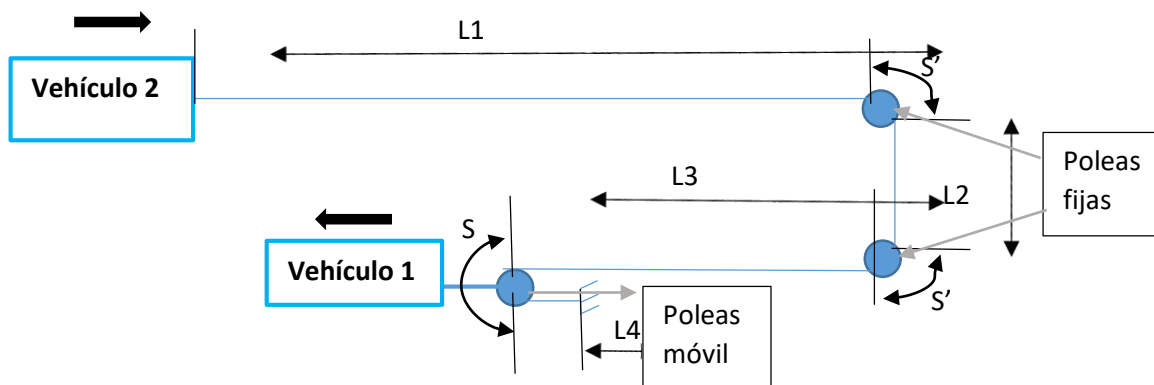 L1
S'
Vehículo 2
Poleas
fijas
L3
L2
S
Vehículo 1
S'
L4
Poleas
móvil